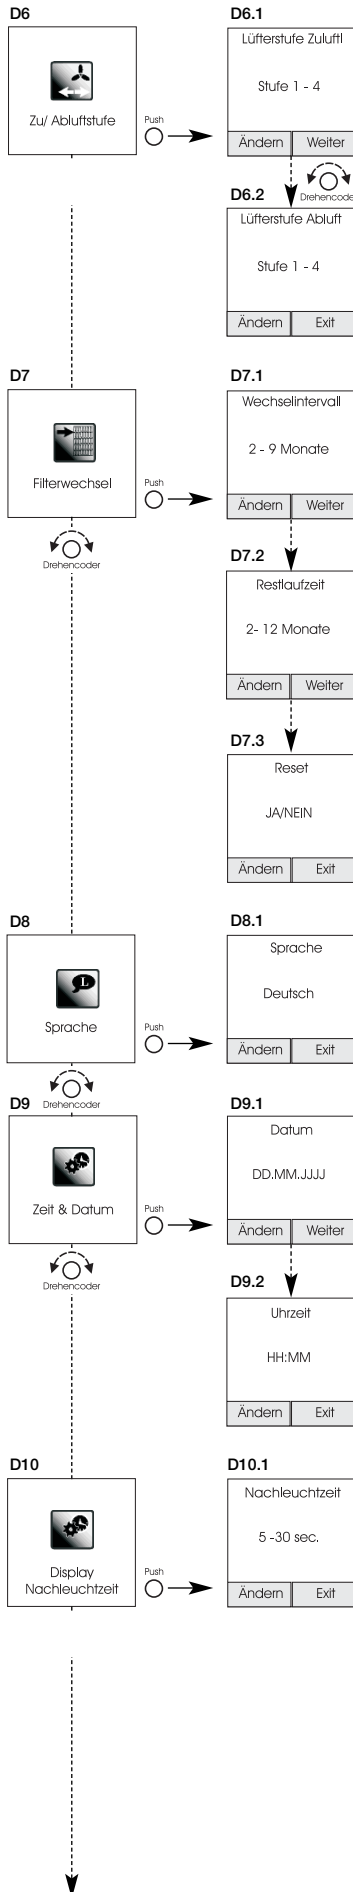 D6
Zu/ Abluftstufe
Push
D6.1
Lüfterstufe Zuluftl
Stufe 1 - 4
Ändern Weiter
Drehencoder
D6.2
Lüfterstufe Abluft
Stufe 1 - 4
Ändern Exit
D7
Filterwechsel
Push
Drehencoder
D7.1
Wechselintervall
2 - 9 Monate
Ändern Weiter
D7.2
Restlaufzeit
2- 12 Monate
Ändern Weiter
D7.3
Reset
JA/NEIN
Ändern Exit
D8
L
Sprache
Push
Drehencoder
D8.1
Sprache
Deutsch
Ändern Exit
D9
Zeit & Datum
Push
Drehencoder
D9.1
Datum
DD.MM.JJJJ
Ändern Weiter
D9.2
Uhrzeit
HH:MM
Ändern Exit
D10
Display
Nachleuchtzeit
Push
D10.1
Nachleuchtzeit
5 -30 sec.
Ändern Exit